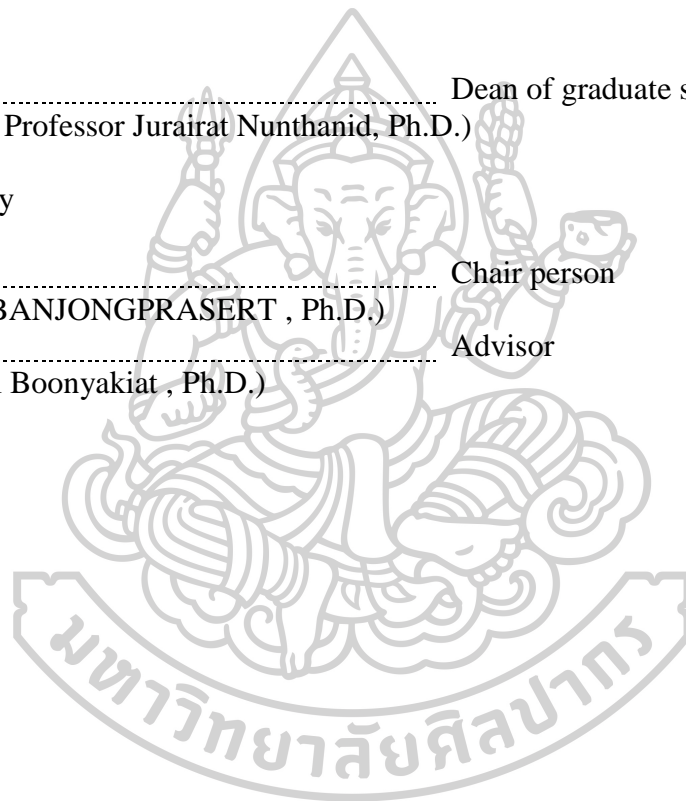 Dean of graduate s
Professor Jurairat Nunthanid, Ph.D.)
y
Chair person
BANJONGPRASERT , Ph.D.)
Advisor
Boonyakiat , Ph.D.)
มหาวิทยาลัยศิลปากร